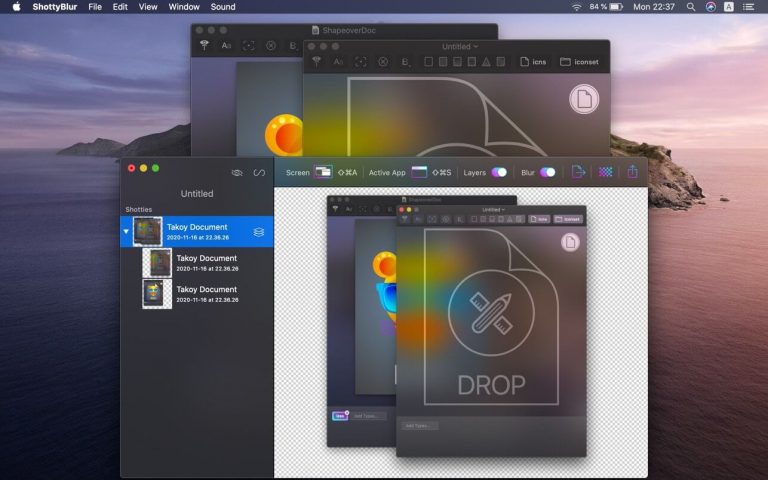 ShottyBlur File Edit View Window Sound 84 % Mon 22:37 A
ShapeoverDoc
Untitled
Aa B icns iconset
Screen ⇧⌘A Active App ⇧⌘S Layers Blur
Untitled
Shotties
Takoy Document
2020-11-16 at 22.36.26
Takoy Document
2020-11-16 at 22.36.26
Takoy Document
2020-11-16 at 22.36.26
ShapeoverDoc
Untitled
icns iconset
DROP
Add Types...
Add Types...